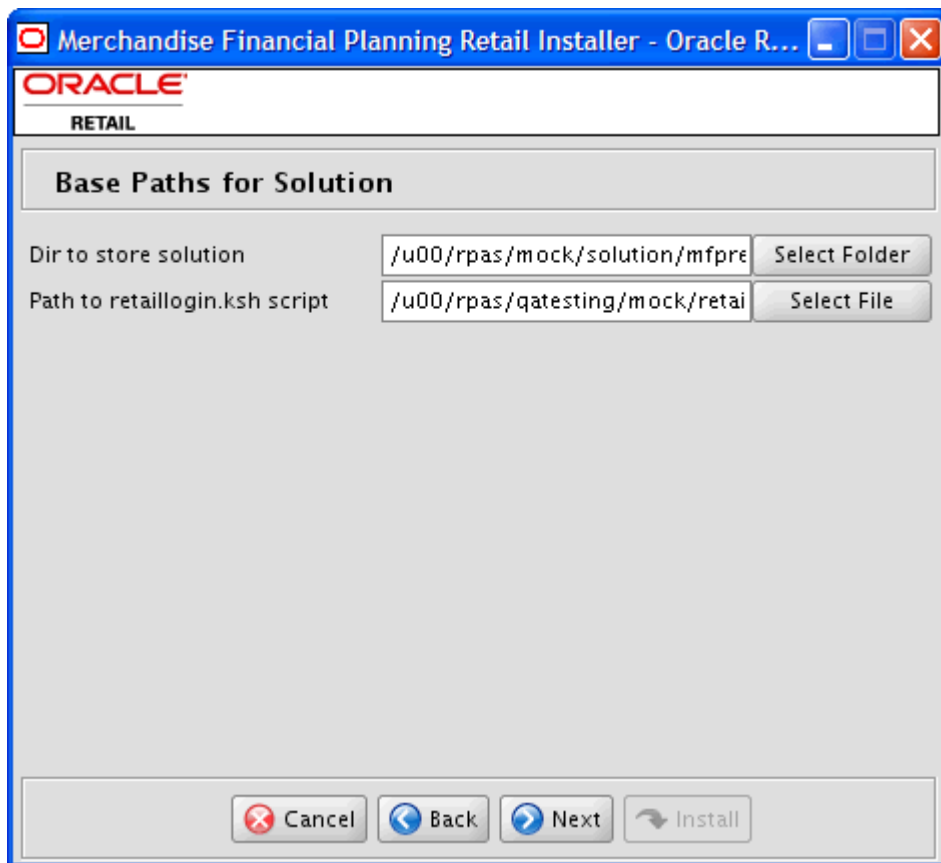 Merchandise Financial Planning Retail Installer - Oracle R...
ORACLE
RETAIL
Base Paths for Solution
Dir to store solution /u00/rpas/mock/solution/mfpre Select Folder
Path to retaillogin.ksh script /u00/rpas/qatesting/mock/retai Select File
Cancel Back Next Install